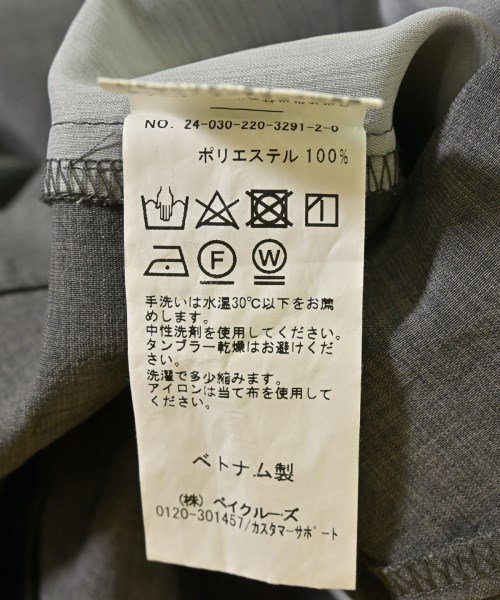 NO. 24-030-220-3291-2-0
ポリエステル 100%
F W
手洗いは水温30℃以下をお薦
めします。
中性洗剤を使用してください。
タンブラー乾燥はお避けくだ
さい。
洗濯で多少縮みます。
アイロンは当て布を使用して
ください。
ベトナム製
(株) ベイクルーズ
0120-301457/カスタマーサポート